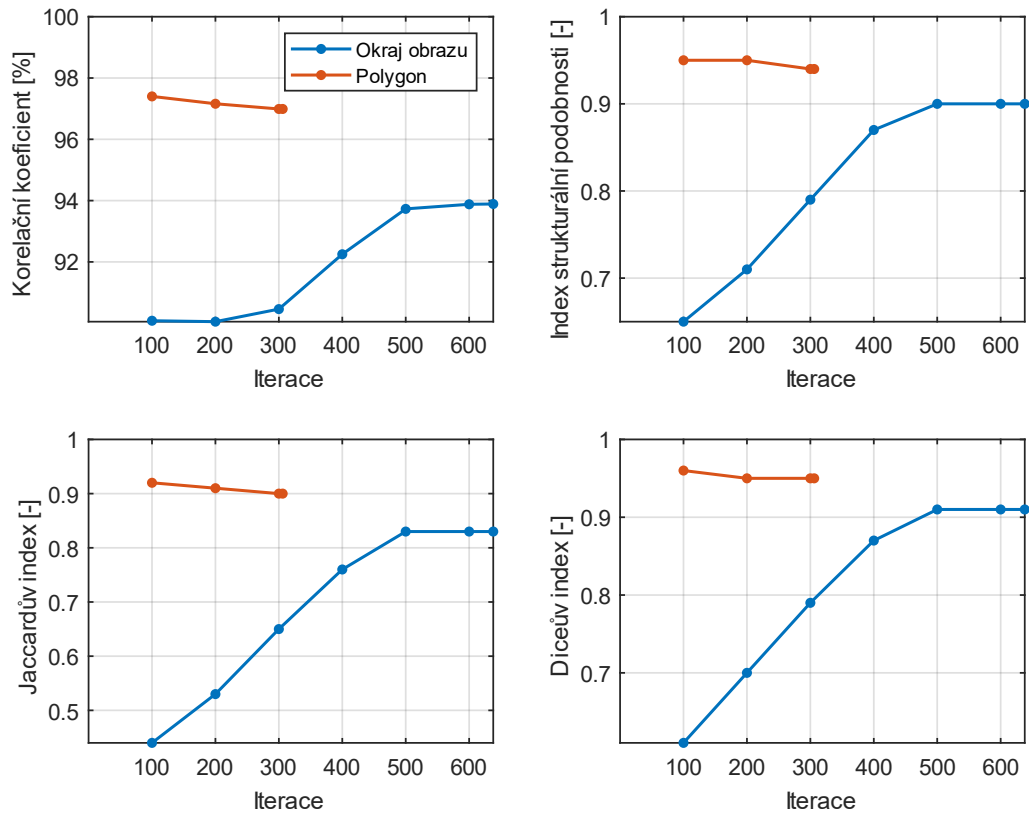 Korelační koeficient [%]
100
98
96
94
92
Okraj obrazu
Polygon
100 200 300 400 500 600
Iterace
Index strukturální podobnosti [-]
1
0.9
0.8
0.7
100 200 300 400 500 600
Iterace
Jaccardův index [-]
1
0.9
0.8
0.7
0.6
0.5
100 200 300 400 500 600
Iterace
Diceův index [-]
1
0.9
0.8
0.7
100 200 300 400 500 600
Iterace